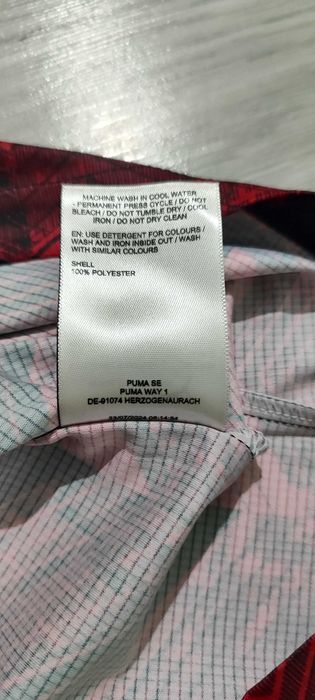 MACHINE WASH IN COOL WATER
- PERMANENT PRESS CYCLE / DO NOT
BLEACH / DO NOT TUMBLE DRY / COOL
IRON / DO NOT DRY CLEAN
EN: USE DETERGENT FOR COLOURS /
WASH AND IRON INSIDE OUT / WASH
WITH SIMILAR COLOURS
SHELL
100% POLYESTER
PUMA SE
PUMA WAY 1
DE-91074 HERZOGENAURACH